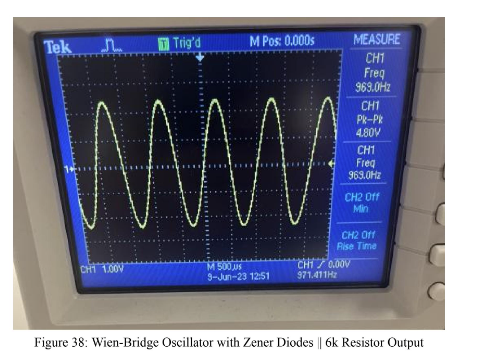 Tek Trig'd M Pos: 0.000s MEASURE
CH1
Freq
969.0Hz
CH1
Pk-Pk
4.80V
CH1
Freq
969.0Hz
CH2 Off
Min
CH2 Off
Rise Time
1
CH1 1.00V M 500µs CH1 / 0.00V
9-Jun-23 12:51 971.411Hz
Figure 38: Wien-Bridge Oscillator with Zener Diodes || 6k Resistor Output